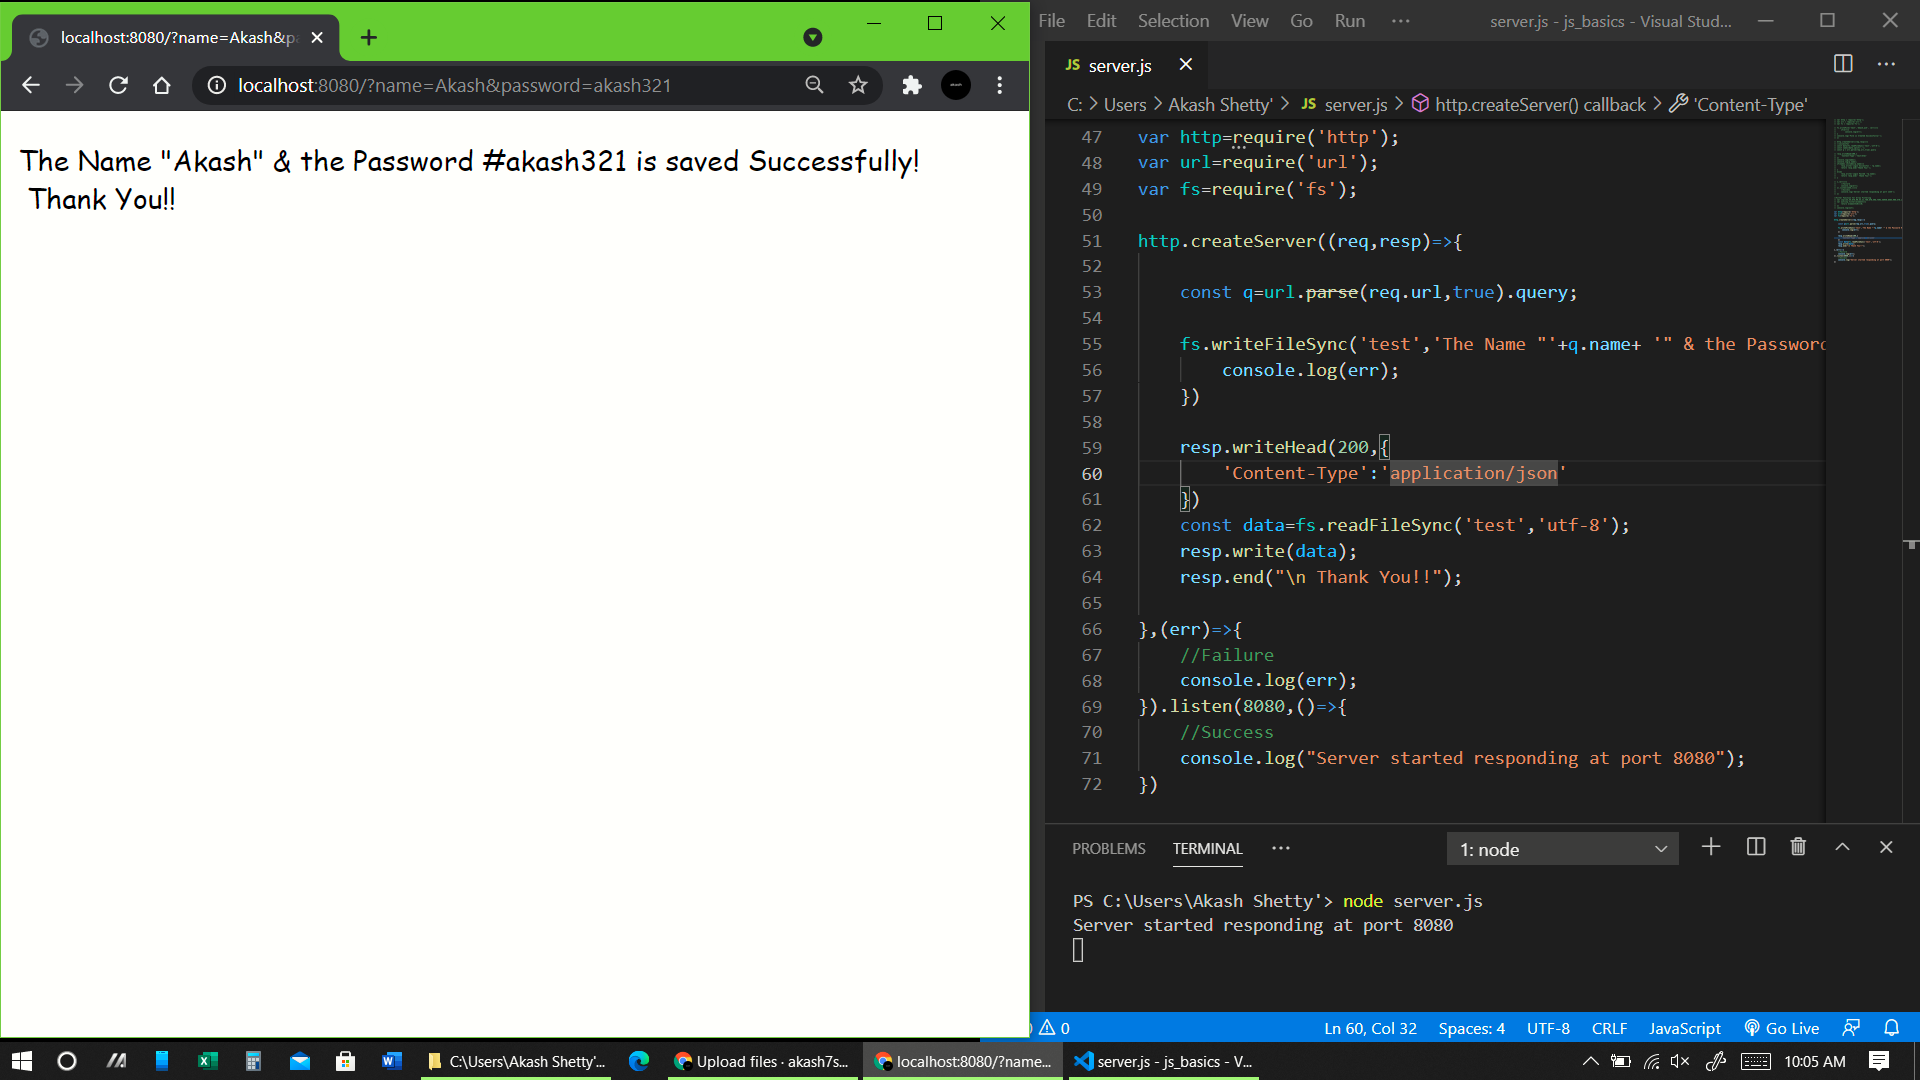 localhost:8080/?name=Akash&p
localhost:8080/?name=Akash&password=akash321
The Name "Akash" & the Password #akash321 is saved Successfully!
Thank You!!
File Edit Selection View Go Run ··· server.js - js_basics - Visual Stud...
JS server.js
C: > Users > Akash Shetty' > JS server.js > http.createServer() callback > 'Content-Type'
47 var http=require('http');
48 var url=require('url');
49 var fs=require('fs');
50
51 http.createServer((req,resp)=>{
52
53 const q=url.parse(req.url,true).query;
54
55 fs.writeFileSync('test','The Name "'+q.name+ '" & the Password
56 console.log(err);
57 })
58
59 resp.writeHead(200,{
60 'Content-Type':'application/json'
61 })
62 const data=fs.readFileSync('test','utf-8');
63 resp.write(data);
64 resp.end("\n Thank You!!");
65
66 },(err)=>{
67 //Failure
68 console.log(err);
69 }).listen(8080,()=>{
70 //Success
71 console.log("Server started responding at port 8080");
72 })
PROBLEMS TERMINAL ··· 1: node
PS C:\Users\Akash Shetty'> node server.js
Server started responding at port 8080
0 Ln 60, Col 32 Spaces: 4 UTF-8 CRLF JavaScript Go Live
C:\Users\Akash Shetty'... Upload files · akash7s... localhost:8080/?name... server.js - js_basics - V... 10:05 AM